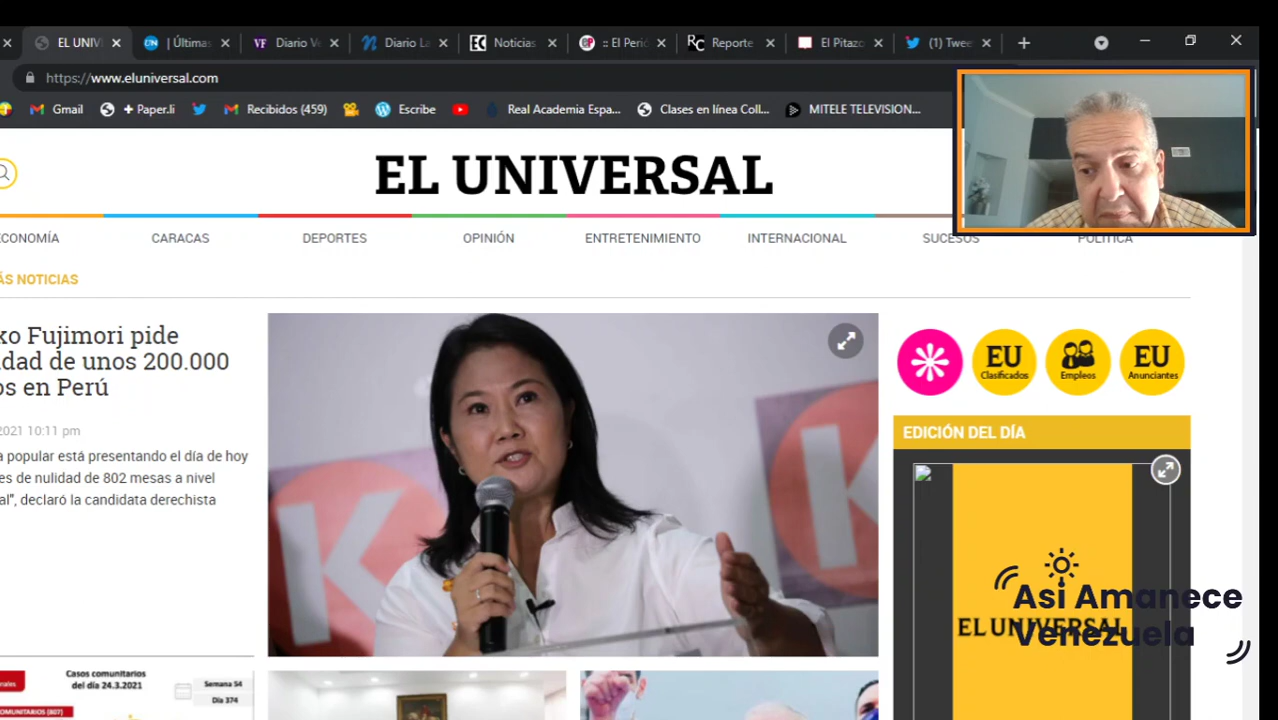 EL UNIV
| Últimas
Diario V
Diario La
Noticias
:: El Perió
Reporte
El Pitazo
(1) Twee
https://www.eluniversal.com
Gmail
+ Paper.li
Recibidos (459)
Escribe
Real Academia Espa...
Clases en línea Coll...
MITELE TELEVISION...
EL UNIVERSAL
CONOMÍA
CARACAS
DEPORTES
OPINIÓN
ENTRETENIMIENTO
INTERNACIONAL
SUCESOS
POLÍTICA
ÁS NOTICIAS
ko Fujimori pide
idad de unos 200.000
os en Perú
2021 10:11 pm
a popular está presentando el día de hoy
es de nulidad de 802 mesas a nivel
al", declaró la candidata derechista
K
K
EU
Clasificados
Empleos
EU
Anunciantes
EDICIÓN DEL DÍA
EL UNIVERSAL
Asi Amanece
Venezuela
Casos comunitarios
del día 24.3.2021
Semana 54
Día 374
OMUNITARIOS (807)